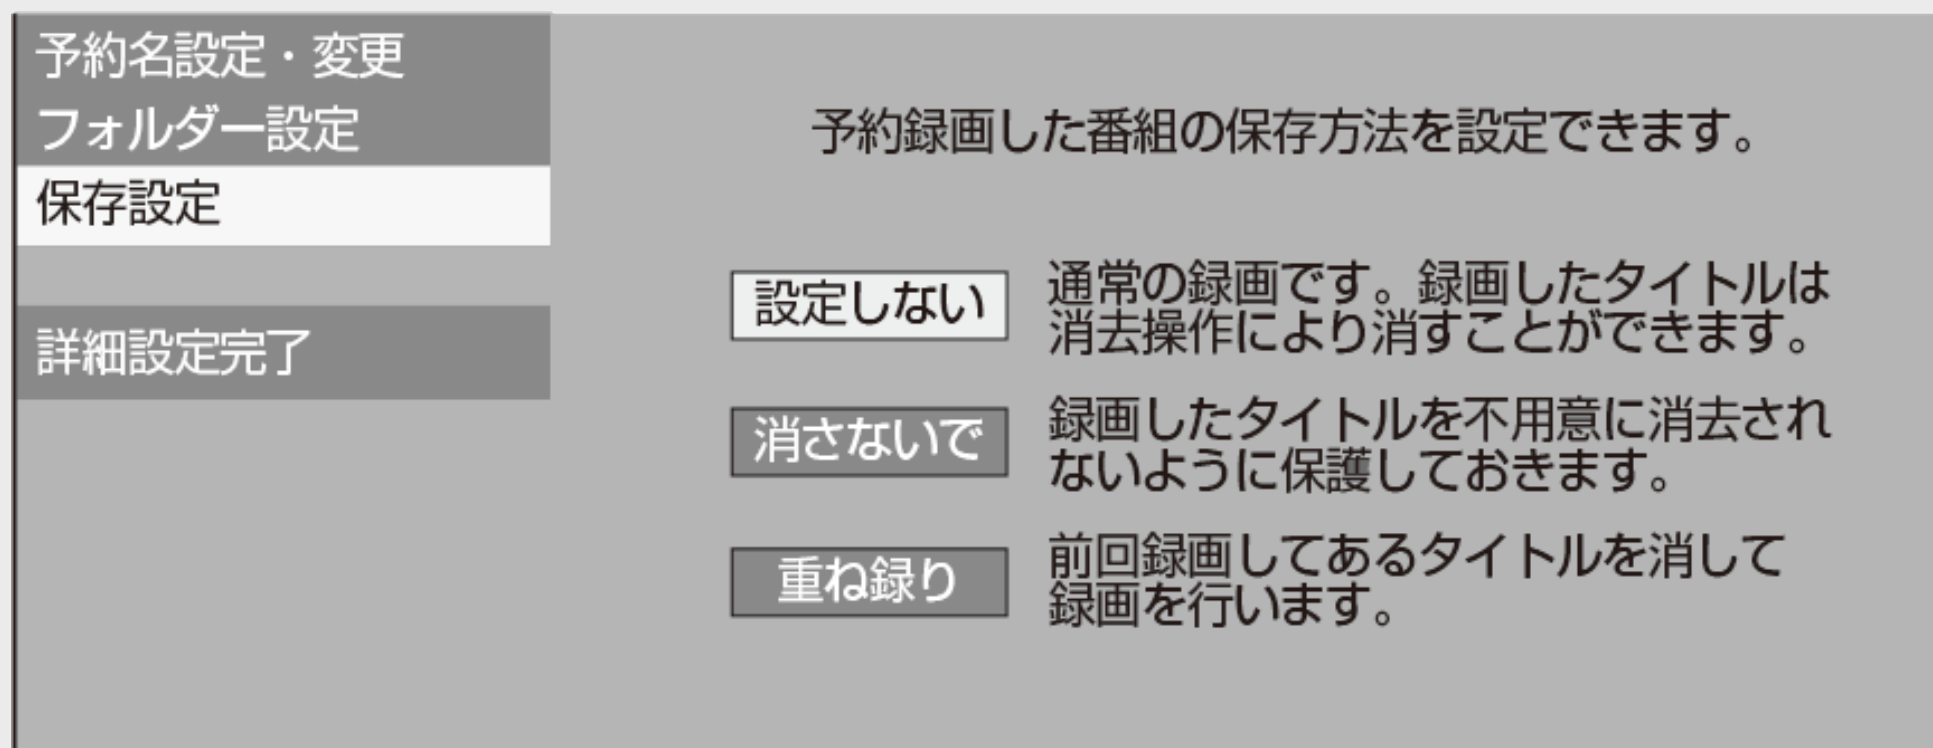 予約名設定・変更
フォルダー設定
保存設定
詳細設定完了
予約録画した番組の保存方法を設定できます。
設定しない
通常の録画です。録画したタイトルは
消去操作により消すことができます。
消さないで
録画したタイトルを不用意に消去され
ないように保護しておきます。
重ね録り
前回録画してあるタイトルを消して
録画を行います。